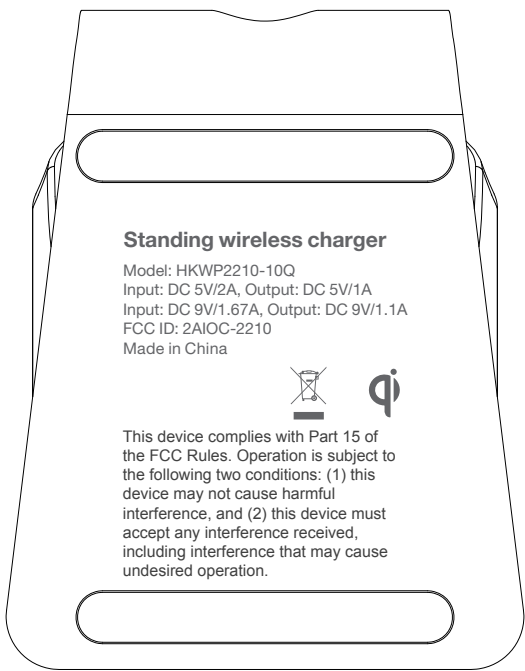 Standing wireless charger
Model: HKWP2210-10Q
Input: DC 5V/2A, Output: DC 5V/1A
Input: DC 9V/1.67A, Output: DC 9V/1.1A
FCC ID: 2AIOC-2210
Made in China
qi
This device complies with Part 15 of
the FCC Rules. Operation is subject to
the following two conditions: (1) this
device may not cause harmful
interference, and (2) this device must
accept any interference received,
including interference that may cause
undesired operation.